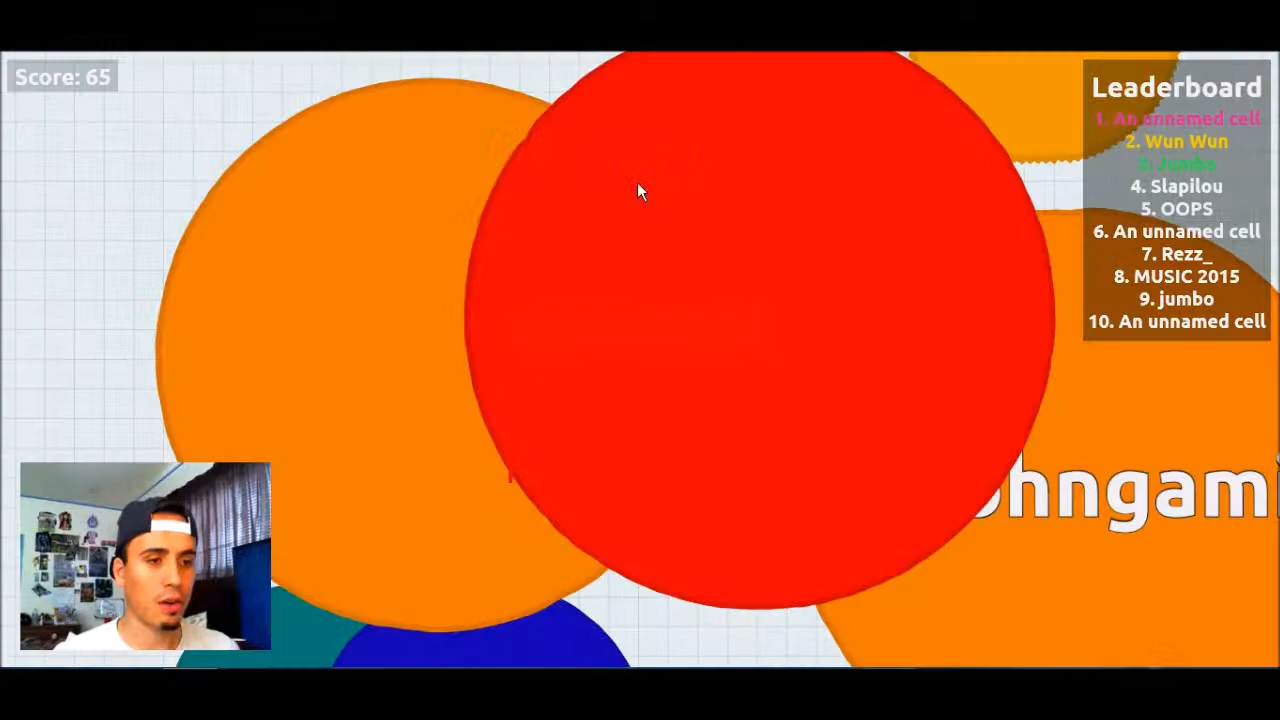 Score: 65
Leaderboard
1. An unnamed cell
2. Wun Wun
3. Jumbo
4. Slapilou
5. OOPS
6. An unnamed cell
7. Rezz_
8. MUSIC 2015
9. jumbo
10. An unnamed cell
ohngami